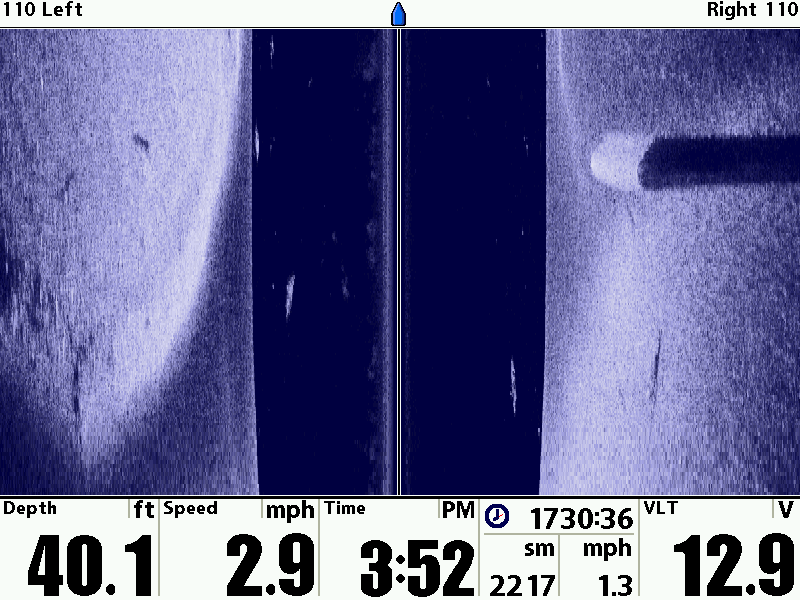 110 Left
Right 110
Depth ft
40.1
Speed mph
2.9
Time PM
3:52
1730:36
sm mph
2217 1.3
VLT V
12.9